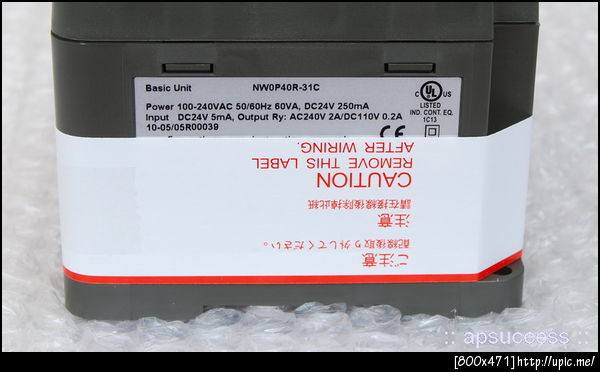 Basic Unit NW0P40R-31C
Power 100-240VAC 50/60Hz 60VA, DC24V 250mA
Input DC24V 5mA, Output Ry: AC240V 2A/DC110V 0.2A
10-05/05R00039
C UL US
LISTED
IND. CONT. EQ.
1C13
CE
ご注意
配線後取り外してください。
注意
請在接線後除掉此紙
CAUTION
REMOVE THIS LABEL
AFTER WIRING.
:: apsuccess ::
[800x471]http://upic.me/